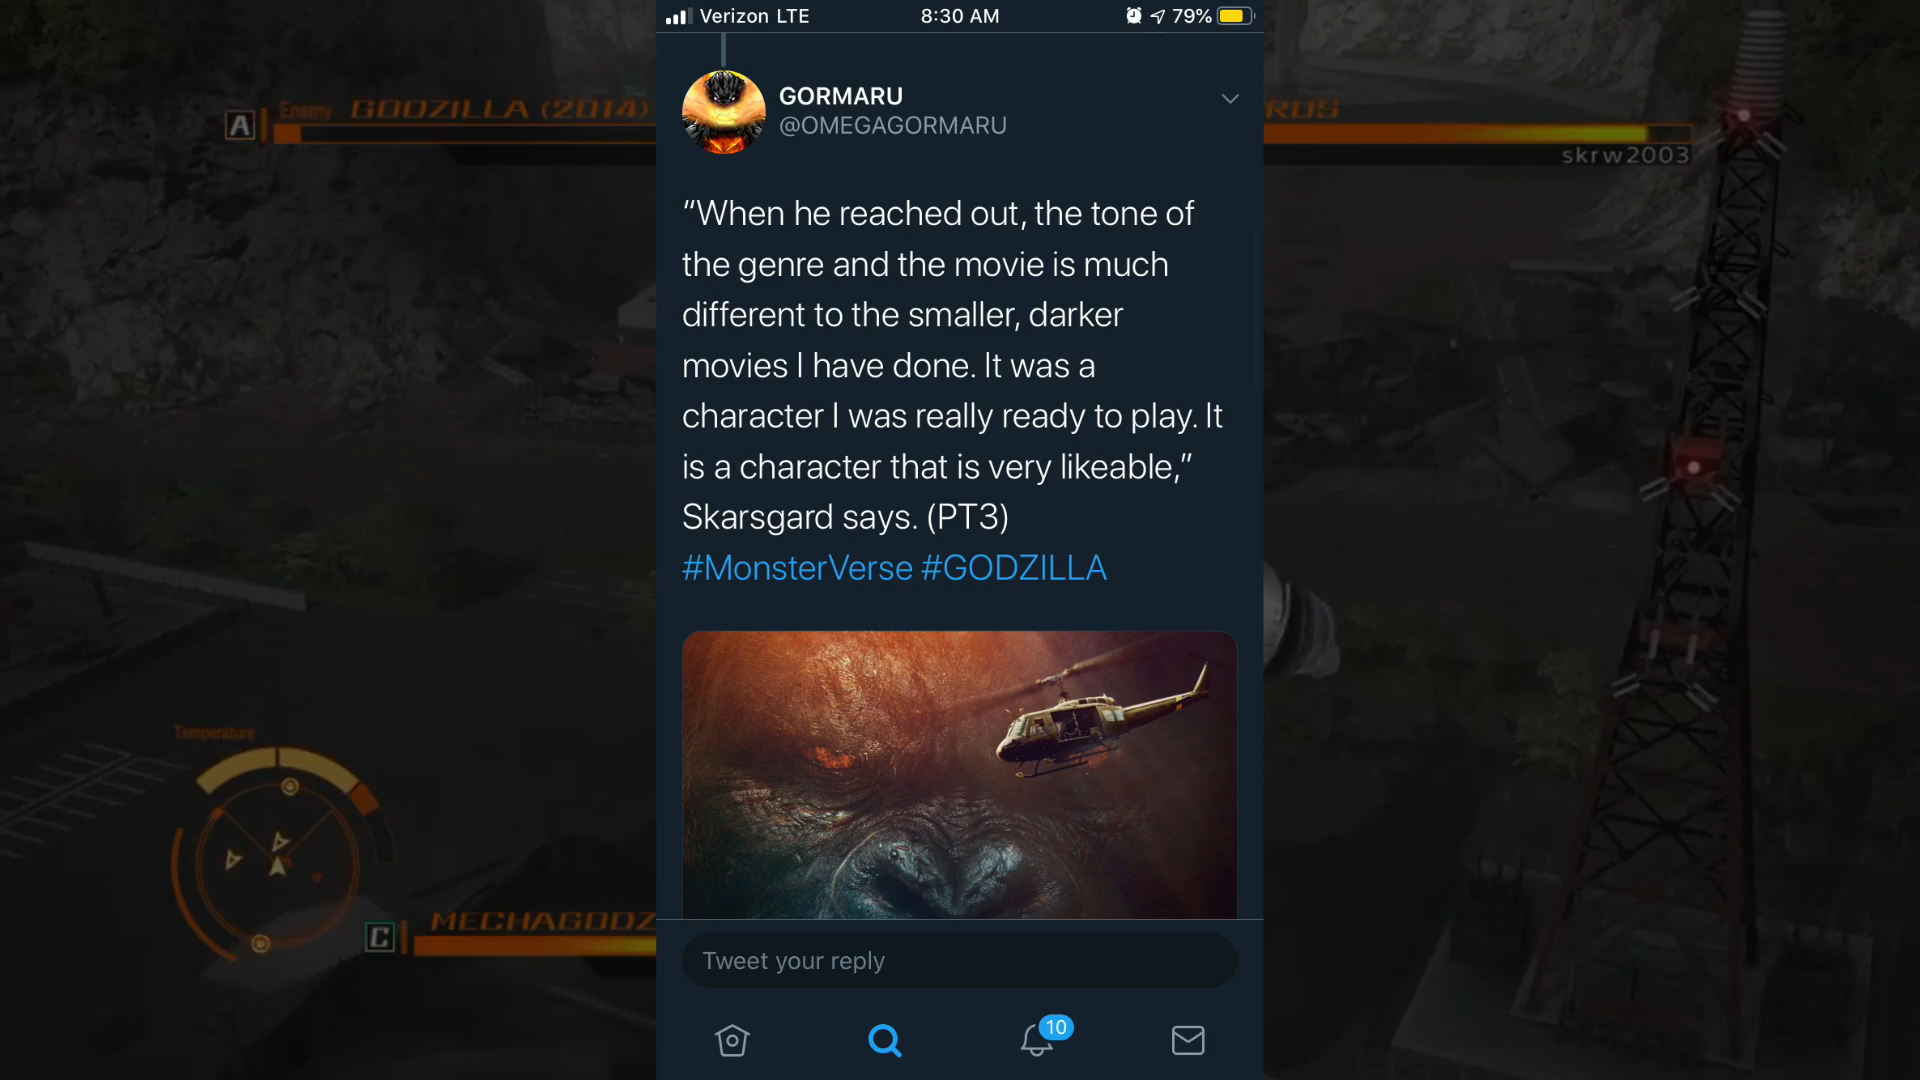 Verizon LTE 8:30 AM 79%
GORMARU
@OMEGAGORMARU
A Enemy GODZILLA (2014)
RUS
skrw2003
“When he reached out, the tone of
the genre and the movie is much
different to the smaller, darker
movies I have done. It was a
character I was really ready to play. It
is a character that is very likeable,”
Skarsgard says. (PT3)
#MonsterVerse #GODZILLA
Temperature
C MECHAGODZ
Tweet your reply
10